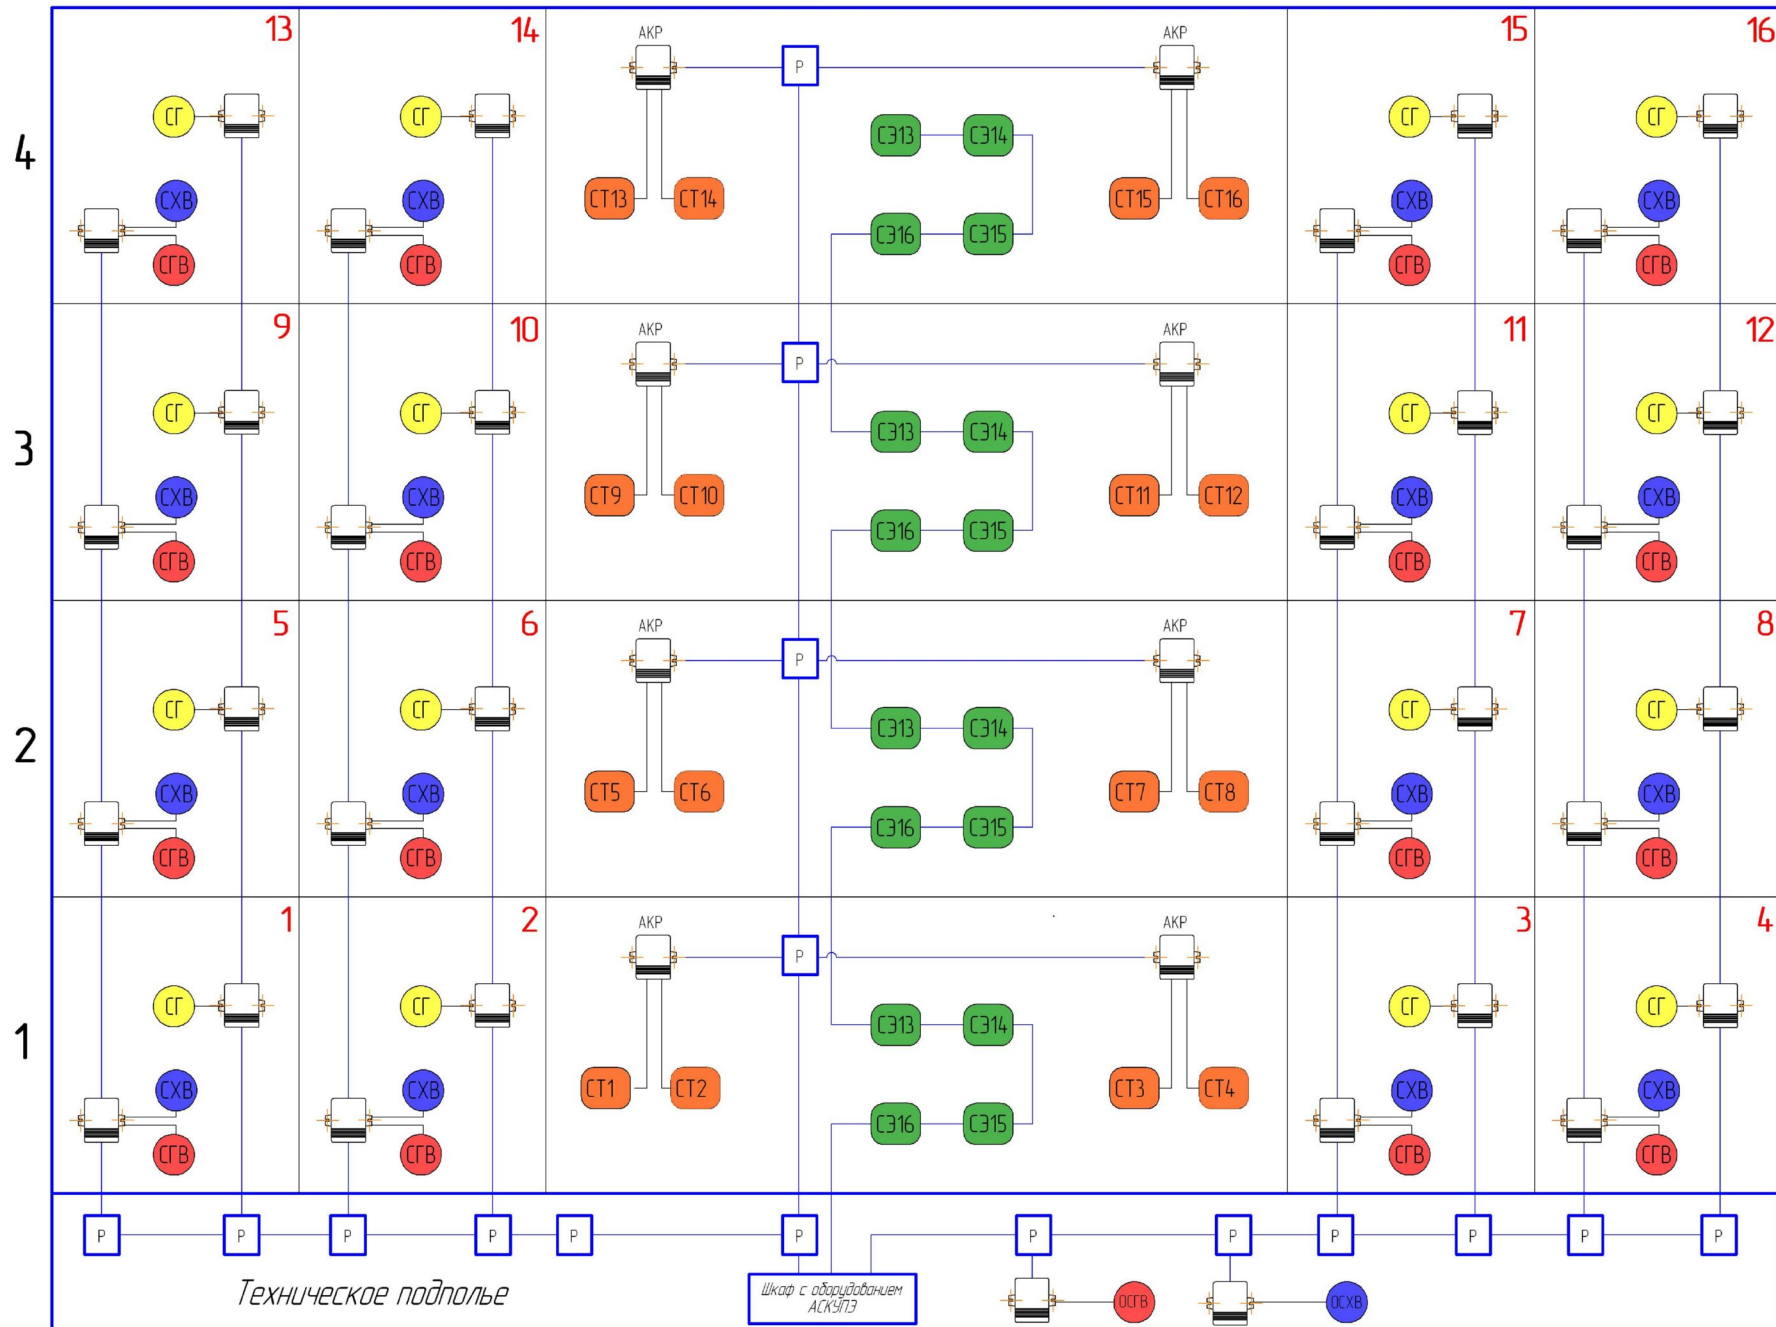 13
14
АКР
АКР
15
16
Р
СГ
СГ
СЭ13
СЭ14
СГ
СГ
4
СХВ
СХВ
СТ13
СТ14
СТ15
СТ16
СХВ
СХВ
СГВ
СГВ
СЭ16
СЭ15
СГВ
СГВ
9
10
АКР
АКР
11
12
Р
СГ
СГ
СЭ13
СЭ14
СГ
СГ
3
СХВ
СХВ
СТ9
СТ10
СТ11
СТ12
СХВ
СХВ
СГВ
СГВ
СЭ16
СЭ15
СГВ
СГВ
5
6
АКР
АКР
7
8
Р
СГ
СГ
СЭ13
СЭ14
СГ
СГ
2
СХВ
СХВ
СТ5
СТ6
СТ7
СТ8
СХВ
СХВ
СГВ
СГВ
СЭ16
СЭ15
СГВ
СГВ
1
2
АКР
АКР
3
4
Р
СГ
СГ
СЭ13
СЭ14
СГ
СГ
1
СХВ
СХВ
СТ1
СТ2
СТ3
СТ4
СХВ
СХВ
СГВ
СГВ
СЭ16
СЭ15
СГВ
СГВ
Р
Р
Р
Р
Р
Р
Р
Р
Р
Р
Р
Р
Техническое подполье
Шкаф с оборудованием
АСКУПЭ
ОСГВ
ОСХВ